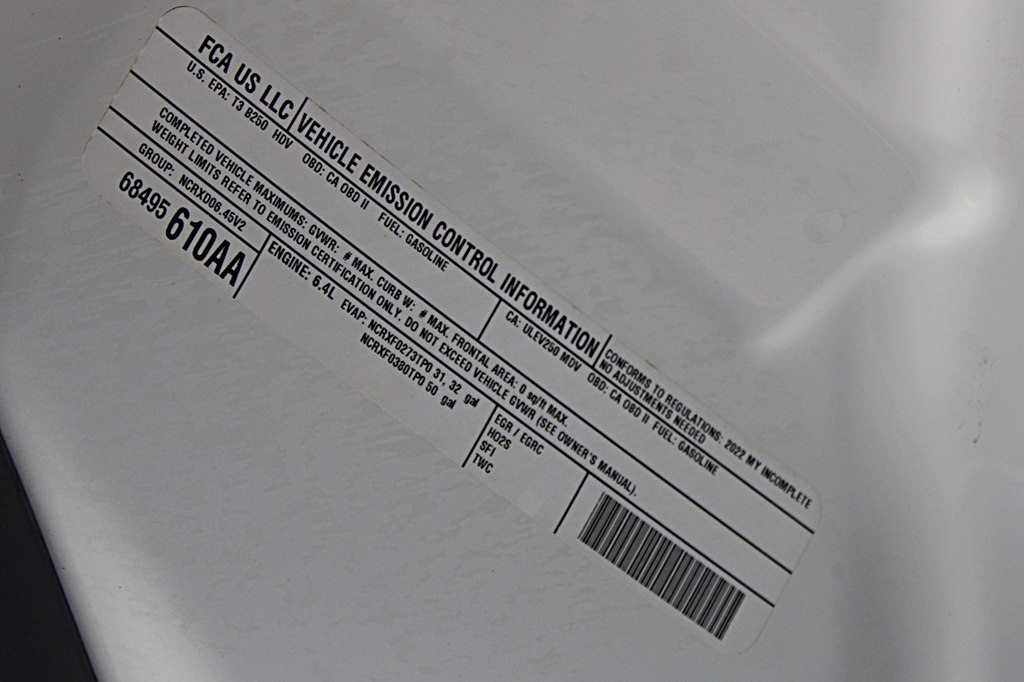 FCA US LLC VEHICLE EMISSION CONTROL INFORMATION
CONFORMS TO REGULATIONS: 2022 MY INCOMPLETE
NO ADJUSTMENTS NEEDED
U.S. EPA: T3 B250 HDV OBD: CA OBD II FUEL: GASOLINE
CA: ULEV250 MDV OBD: CA OBD II FUEL: GASOLINE
COMPLETED VEHICLE MAXIMUMS: GVWR: # MAX. CURB W: # MAX. FRONTAL AREA: 0 sq/ft MAX.
WEIGHT LIMITS REFER TO EMISSION CERTIFICATION ONLY. DO NOT EXCEED VEHICLE GVWR (SEE OWNER'S MANUAL).
GROUP: NCRXD06.45V2
68495 610AA
ENGINE: 6.4L EVAP: NCRXF0273TP0 31, 32 gal
NCRXF0380TP0 50 gal
EGR / EGRC
HO2S
SFI
TWC